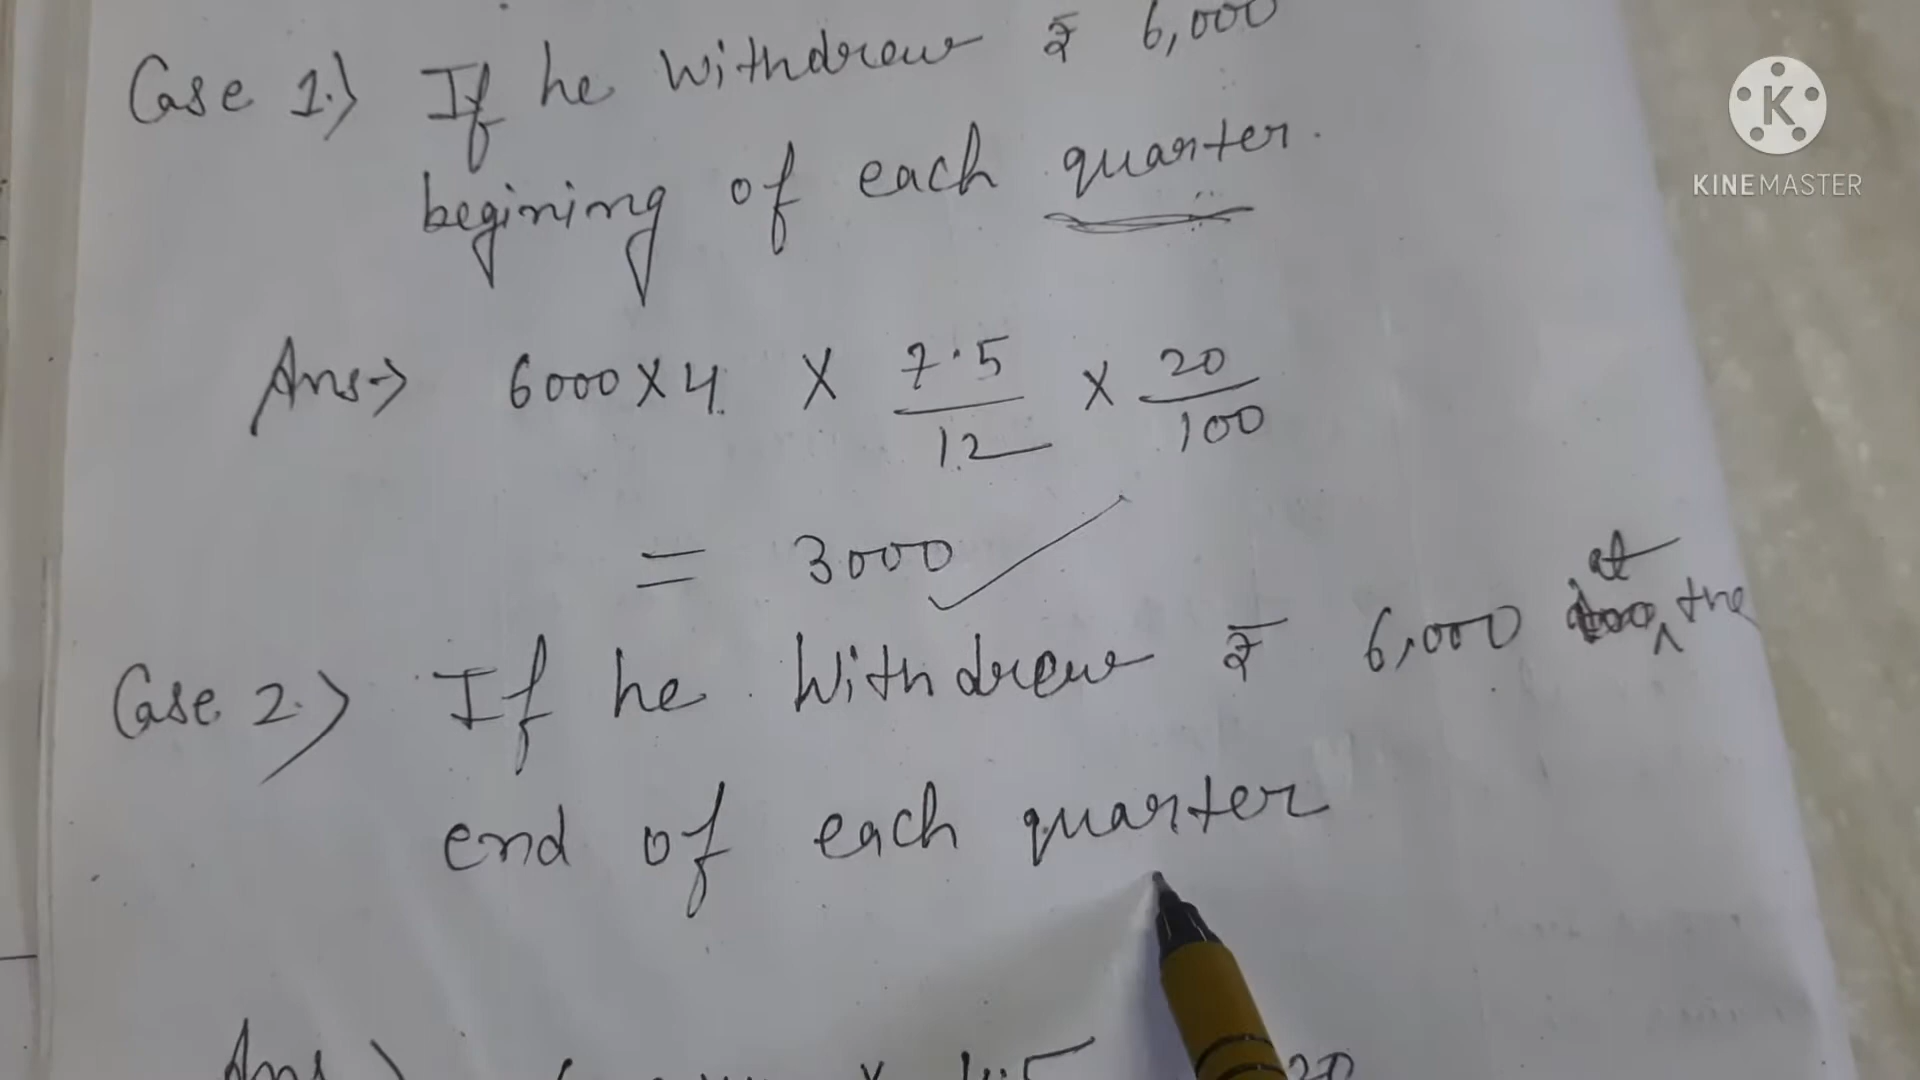 Case 1.) If he withdrew ₹ 6,000
begining of each quarter.
Ans→ 6000 X 4 X 7.5/12 X 20/100
= 3000 ✓
Case 2.) If he withdrew ₹ 6,000 at the
end of each quarter
Ans
K
KINEMASTER